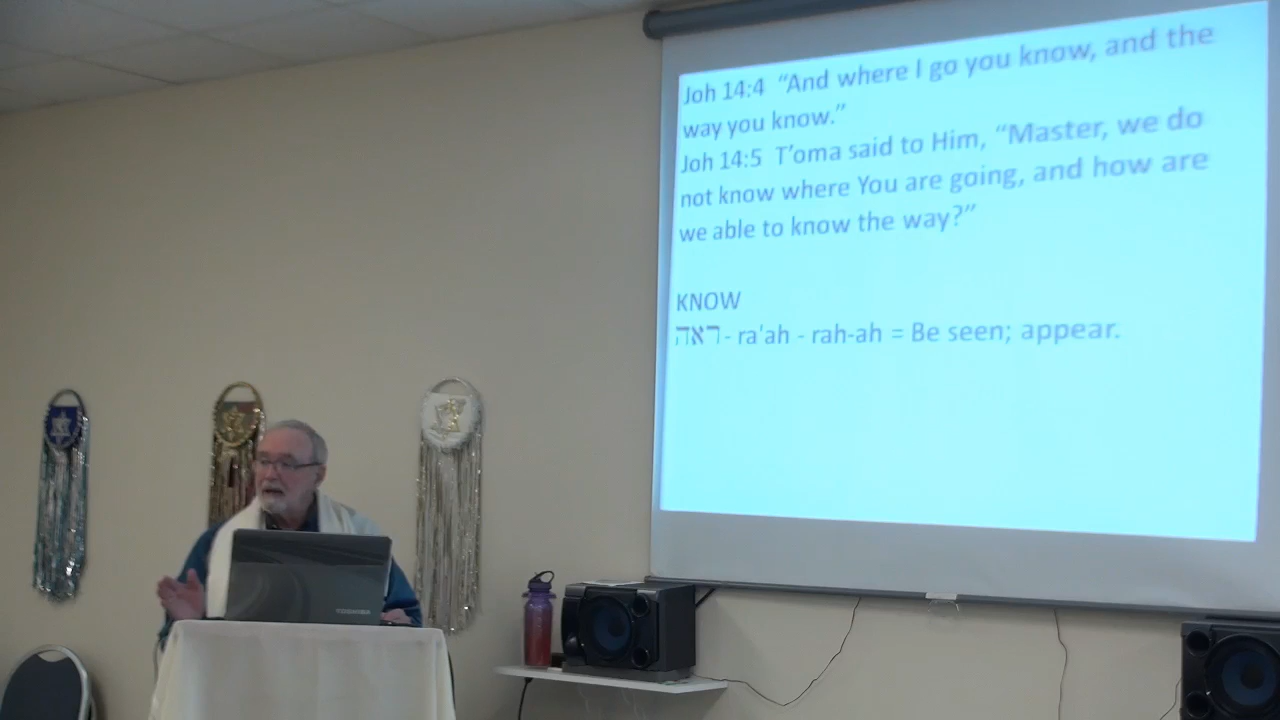 Joh 14:4 “And where I go you know, and the
way you know.”
Joh 14:5 T’oma said to Him, “Master, we do
not know where You are going, and how are
we able to know the way?”
KNOW
ראה - ra'ah - rah-ah = Be seen; appear.
TOSHIBA